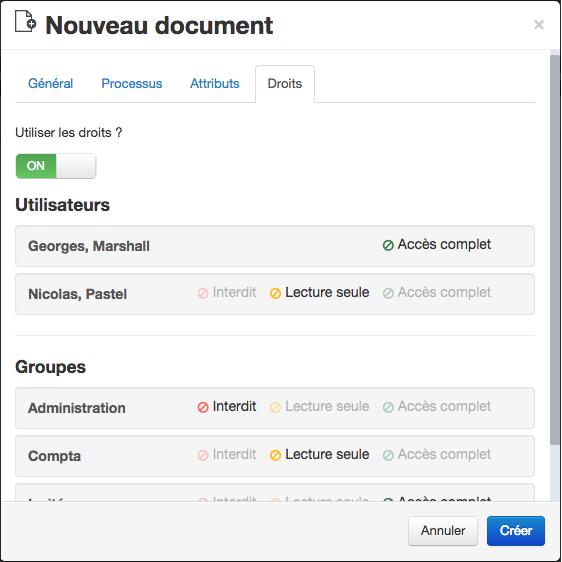 Nouveau document
×
Général Processus Attributs Droits
Utiliser les droits ?
ON
Utilisateurs
Georges, Marshall Accès complet
Nicolas, Pastel Interdit Lecture seule Accès complet
Groupes
Administration Interdit Lecture seule Accès complet
Compta Interdit Lecture seule Accès complet
Interdit Lecture seule Accès complet
Annuler Créer